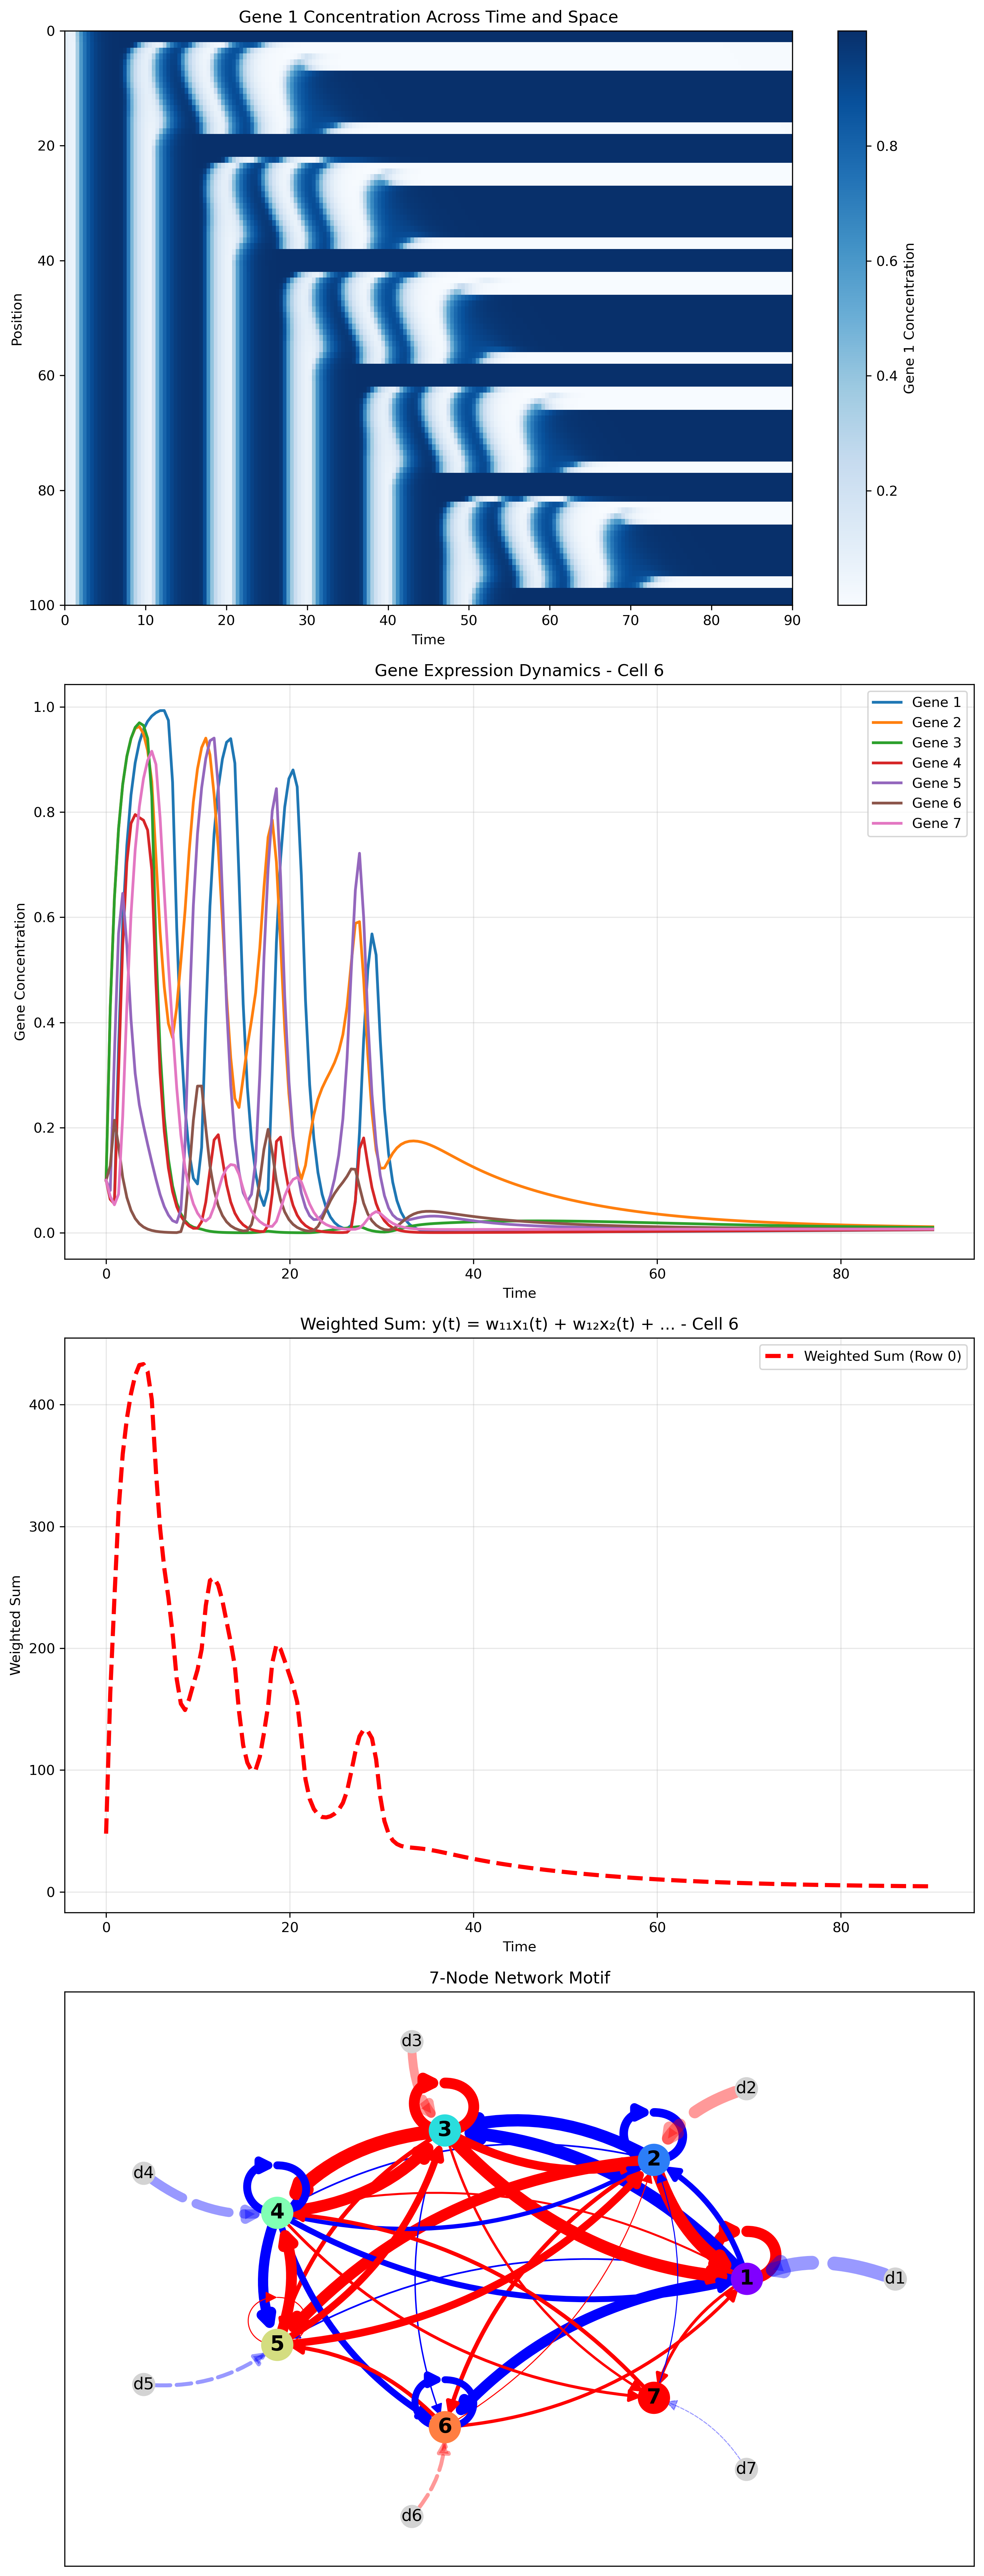 Gene 1 Concentration Across Time and Space
Position
0
20
40
60
80
100
0 10 20 30 40 50 60 70 80 90
Time
0.8
0.6
0.4
0.2
Gene 1 Concentration
Gene Expression Dynamics - Cell 6
Gene Concentration
1.0
0.8
0.6
0.4
0.2
0.0
Gene 1
Gene 2
Gene 3
Gene 4
Gene 5
Gene 6
Gene 7
0 20 40 60 80
Time
Weighted Sum: y(t) = w₁₁x₁(t) + w₁₂x₂(t) + ... - Cell 6
Weighted Sum
400
300
200
100
0
Weighted Sum (Row 0)
0 20 40 60 80
Time
7-Node Network Motif
d3
d2
3
2
d4
4
1
d1
5
d5
7
6
d7
d6